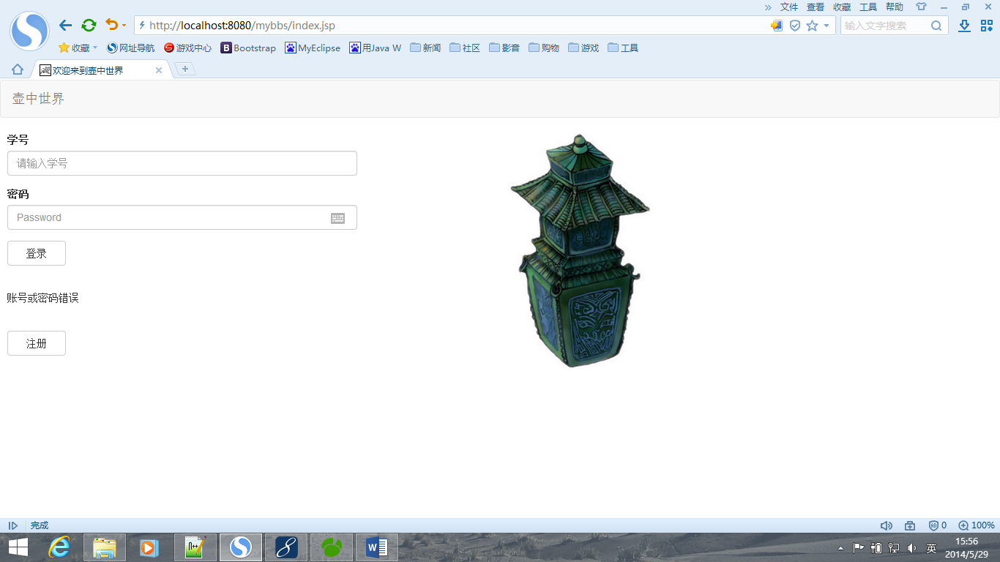 » 文件 查看 收藏 工具 帮助
http://localhost:8080/mybbs/index.jsp
输入文字搜索
收藏 网址导航 游戏中心 Bootstrap MyEclipse 用Java W 新闻 社区 影音 购物 游戏 工具
欢迎来到壶中世界
壶中世界
学号
请输入学号
密码
Password
登录
账号或密码错误
注册
完成
0 100%
英
15:56
2014/5/29